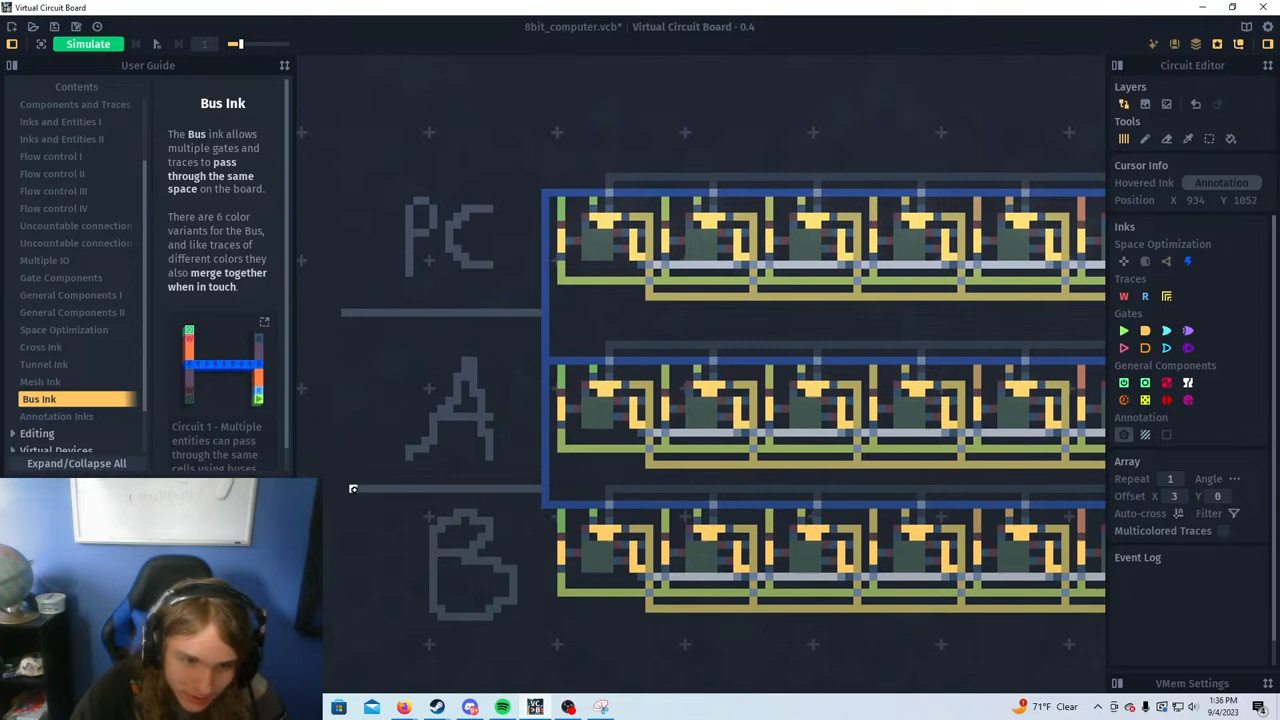 Virtual Circuit Board
8bit_computer.vcb* | Virtual Circuit Board · 0.4
Simulate
1
User Guide
Contents
Components and Traces
Inks and Entities I
Inks and Entities II
Flow control I
Flow control II
Flow control III
Flow control IV
Uncountable connection
Uncountable connection
Multiple IO
Gate Components
General Components I
General Components II
Space Optimization
Cross Ink
Tunnel Ink
Mesh Ink
Bus Ink
Annotation Inks
Editing
Virtual Devices
Expand/Collapse All
Bus Ink
The Bus ink allows
multiple gates and
traces to pass
through the same
space on the board.
There are 6 color
variants for the Bus,
and like traces of
different colors they
also merge together
when in touch.
Circuit 1 - Multiple
entities can pass
through the same
cells using buses
PC
A
B
Circuit Editor
Layers
Tools
Cursor Info
Hovered Ink Annotation
Position X 934 Y 1052
Inks
Space Optimization
Traces
W R
Gates
General Components
Annotation
Array
Repeat 1 Angle
Offset X 3 Y 0
Auto-cross Filter
Multicolored Traces
Event Log
VMem Settings
71°F Clear
1:36 PM
9/4/2023
4